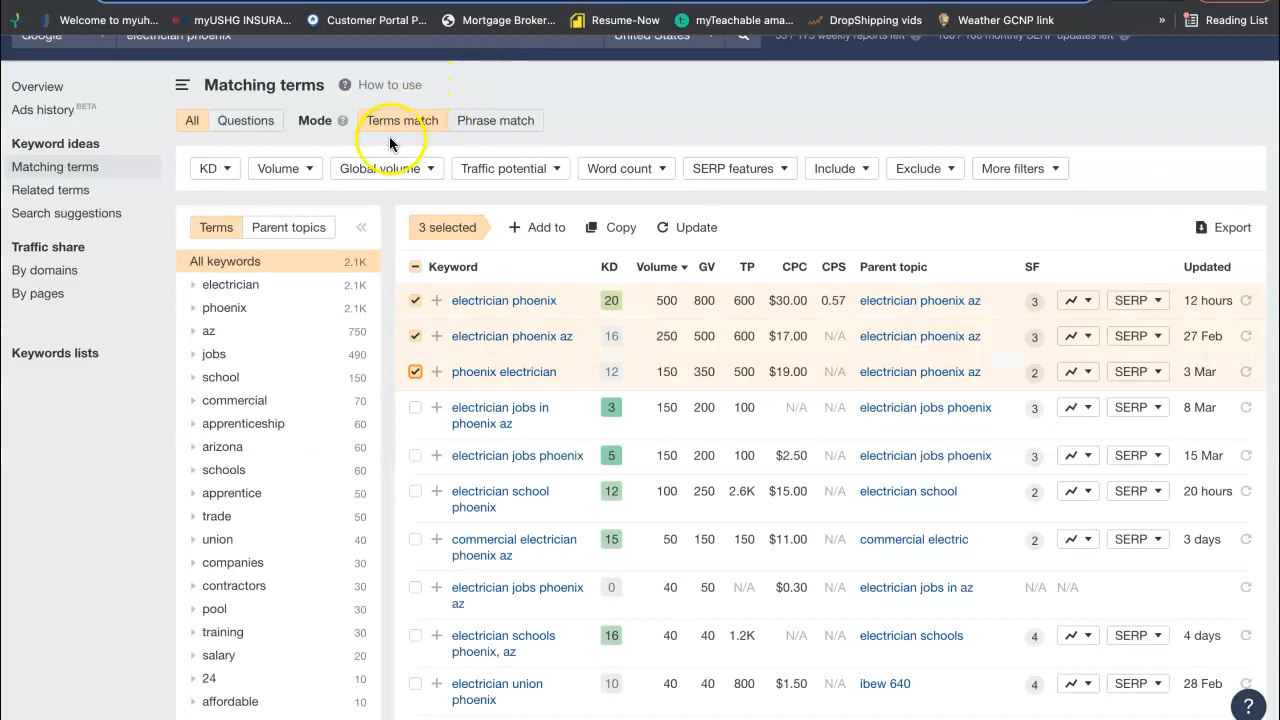 Welcome to myuh...
myUSHG INSURA...
Customer Portal P...
Mortgage Broker...
Resume-Now
myTeachable ama...
DropShipping vids
Weather GCNP link
»
Reading List
Google
electrician phoenix
United States
Overview
Ads history BETA
Keyword ideas
Matching terms
Related terms
Search suggestions
Traffic share
By domains
By pages
Keywords lists
Matching terms ? How to use
All Questions Mode ? Terms match Phrase match
KD Volume Global volume Traffic potential Word count SERP features Include Exclude More filters
Terms Parent topics «
All keywords 2.1K
electrician 2.1K
phoenix 2.1K
az 750
jobs 490
school 150
commercial 70
apprenticeship 60
arizona 60
schools 60
apprentice 50
trade 50
union 40
companies 30
contractors 30
pool 30
training 30
salary 20
24 10
affordable 10
3 selected + Add to Copy Update Export
Keyword KD Volume GV TP CPC CPS Parent topic SF Updated
+ electrician phoenix 20 500 800 600 $30.00 0.57 electrician phoenix az 3 SERP 12 hours
+ electrician phoenix az 16 250 500 600 $17.00 N/A electrician phoenix az 3 SERP 27 Feb
+ phoenix electrician 12 150 350 500 $19.00 N/A electrician phoenix az 2 SERP 3 Mar
+ electrician jobs in 3 150 200 100 N/A N/A electrician jobs phoenix 3 SERP 8 Mar
phoenix az
+ electrician jobs phoenix 5 150 200 100 $2.50 N/A electrician jobs phoenix 3 SERP 15 Mar
+ electrician school 12 100 250 2.6K $15.00 N/A electrician school 2 SERP 20 hours
phoenix
+ commercial electrician 15 50 150 150 $11.00 N/A commercial electric 2 SERP 3 days
phoenix az
+ electrician jobs phoenix 0 40 50 N/A $0.30 N/A electrician jobs in az N/A N/A
az
+ electrician schools 16 40 40 1.2K N/A N/A electrician schools 4 SERP 4 days
phoenix, az
+ electrician union 10 40 40 800 $1.50 N/A ibew 640 4 SERP 28 Feb
phoenix
?